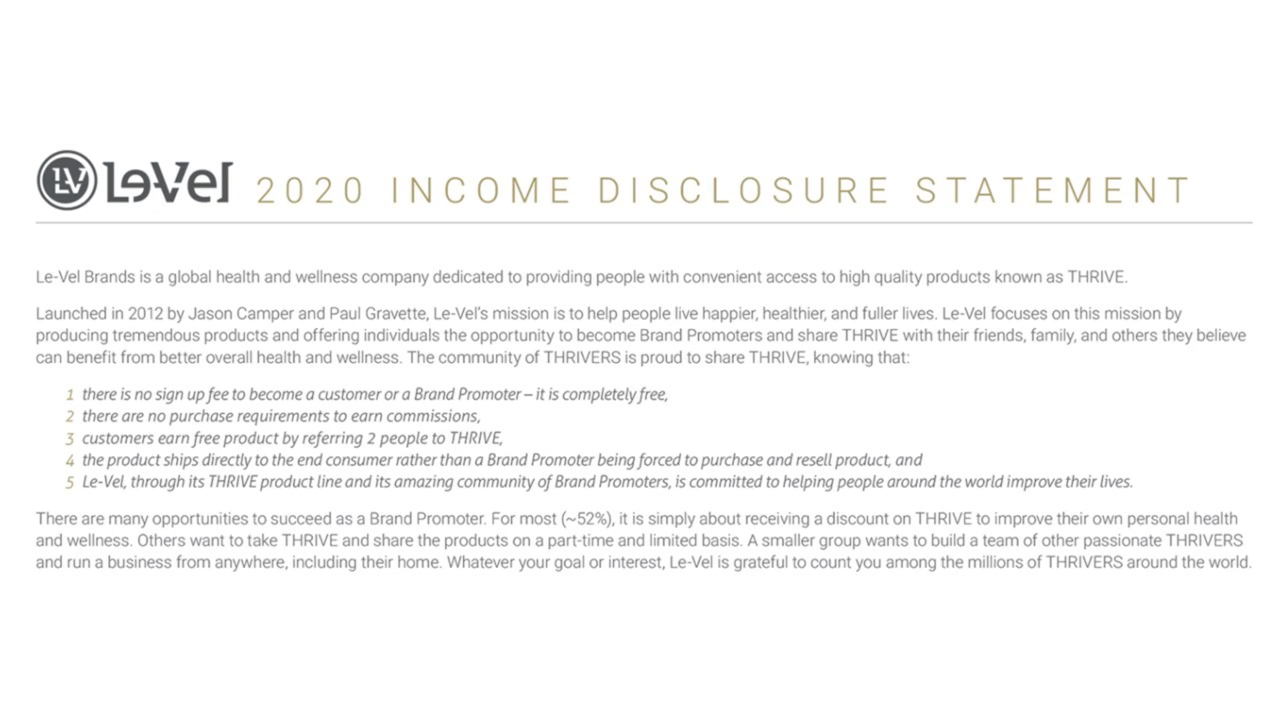 LV LeVel 2020 INCOME DISCLOSURE STATEMENT
Le-Vel Brands is a global health and wellness company dedicated to providing people with convenient access to high quality products known as THRIVE.
Launched in 2012 by Jason Camper and Paul Gravette, Le-Vel’s mission is to help people live happier, healthier, and fuller lives. Le-Vel focuses on this mission by
producing tremendous products and offering individuals the opportunity to become Brand Promoters and share THRIVE with their friends, family, and others they believe
can benefit from better overall health and wellness. The community of THRIVERS is proud to share THRIVE, knowing that:
1 there is no sign up fee to become a customer or a Brand Promoter – it is completely free,
2 there are no purchase requirements to earn commissions,
3 customers earn free product by referring 2 people to THRIVE,
4 the product ships directly to the end consumer rather than a Brand Promoter being forced to purchase and resell product, and
5 Le-Vel, through its THRIVE product line and its amazing community of Brand Promoters, is committed to helping people around the world improve their lives.
There are many opportunities to succeed as a Brand Promoter. For most (~52%), it is simply about receiving a discount on THRIVE to improve their own personal health
and wellness. Others want to take THRIVE and share the products on a part-time and limited basis. A smaller group wants to build a team of other passionate THRIVERS
and run a business from anywhere, including their home. Whatever your goal or interest, Le-Vel is grateful to count you among the millions of THRIVERS around the world.